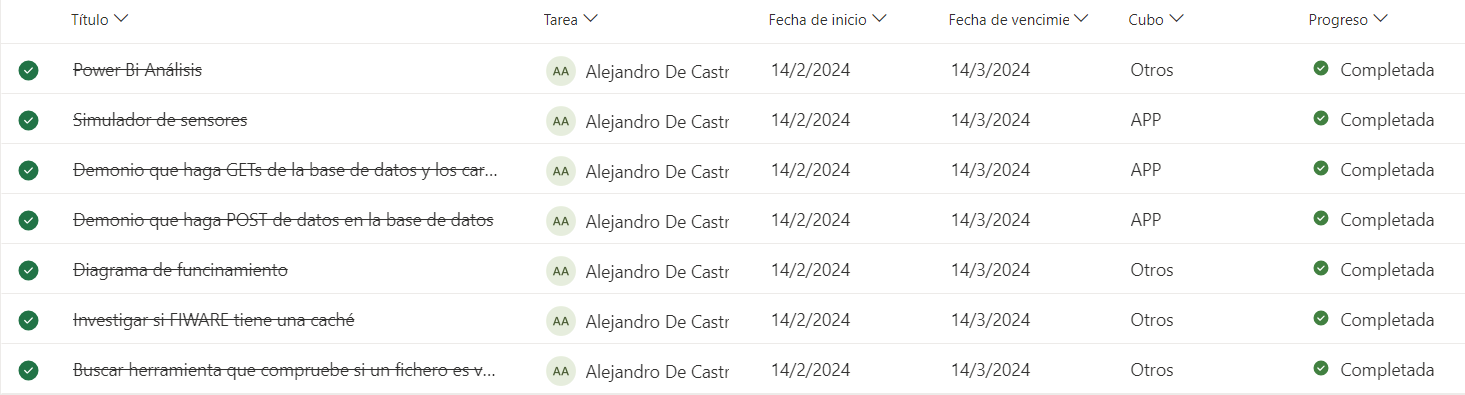 Título Tarea Fecha de inicio Fecha de vencimie Cubo Progreso
Power Bi Análisis AA Alejandro De Castr 14/2/2024 14/3/2024 Otros Completada
Simulador de sensores AA Alejandro De Castr 14/2/2024 14/3/2024 APP Completada
Demonio que haga GETs de la base de datos y los car... AA Alejandro De Castr 14/2/2024 14/3/2024 APP Completada
Demonio que haga POST de datos en la base de datos AA Alejandro De Castr 14/2/2024 14/3/2024 APP Completada
Diagrama de funcinamiento AA Alejandro De Castr 14/2/2024 14/3/2024 Otros Completada
Investigar si FIWARE tiene una caché AA Alejandro De Castr 14/2/2024 14/3/2024 Otros Completada
Buscar herramienta que compruebe si un fichero es v... AA Alejandro De Castr 14/2/2024 14/3/2024 Otros Completada